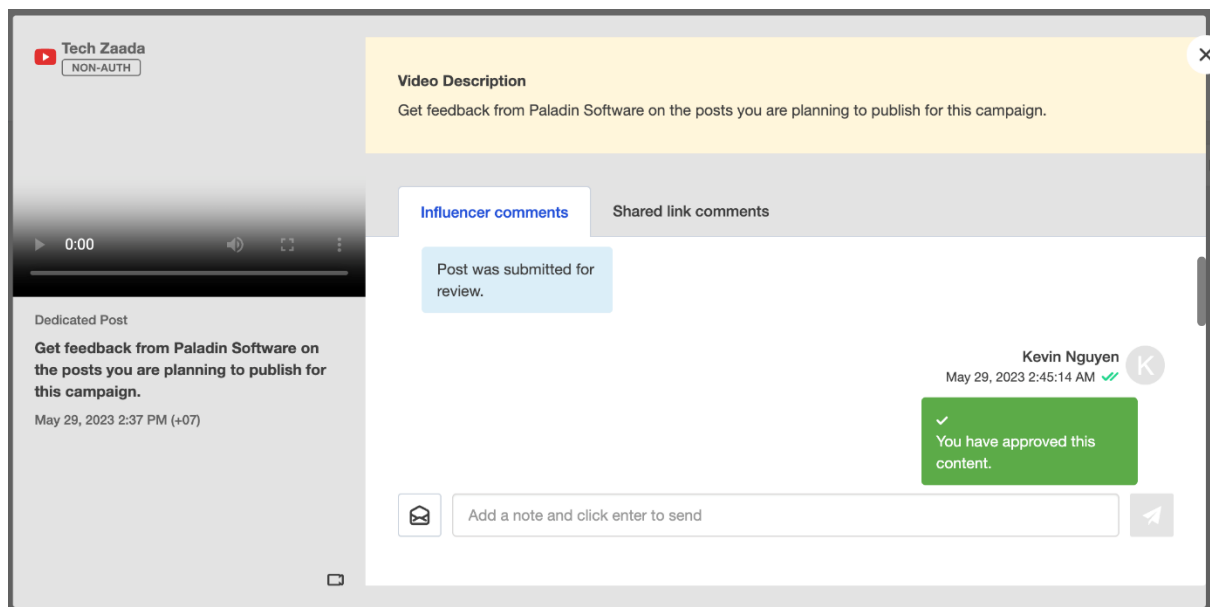 Tech Zaada
NON-AUTH
0:00
Dedicated Post
Get feedback from Paladin Software on
the posts you are planning to publish for
this campaign.
May 29, 2023 2:37 PM (+07)
Video Description
Get feedback from Paladin Software on the posts you are planning to publish for this campaign.
Influencer comments
Shared link comments
Post was submitted for
review.
Kevin Nguyen
K
May 29, 2023 2:45:14 AM
You have approved this
content.
Add a note and click enter to send